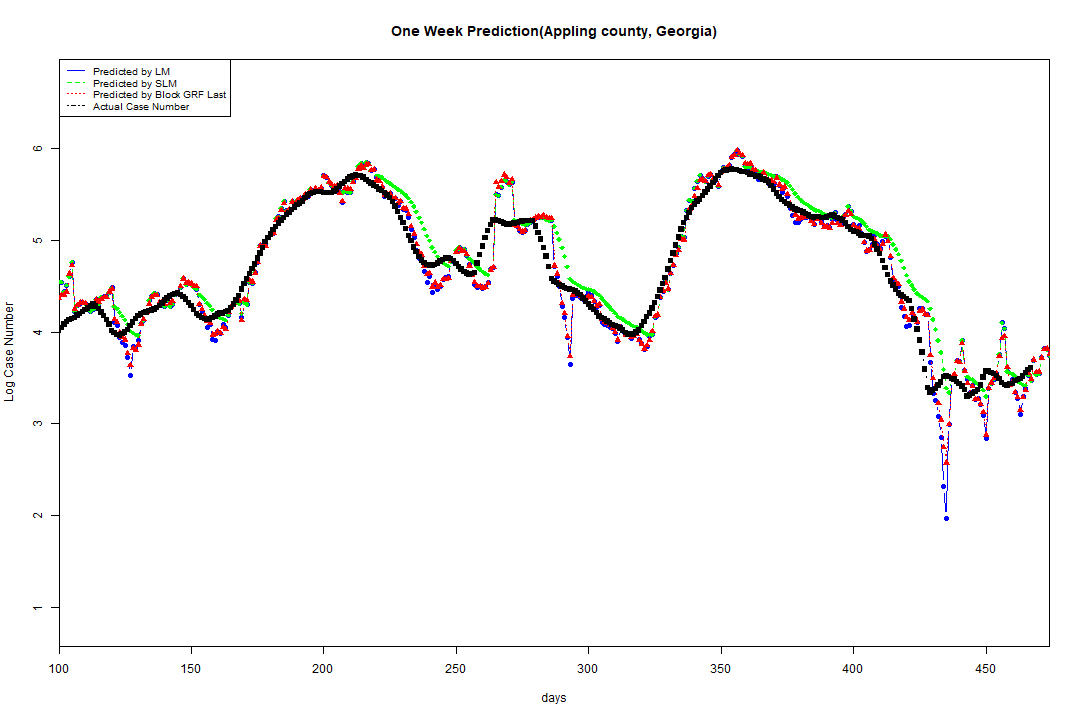 One Week Prediction(Appling county, Georgia)
Predicted by LM
Predicted by SLM
Predicted by Block GRF Last
Actual Case Number
6
5
4
3
2
1
Log Case Number
100 150 200 250 300 350 400 450
days